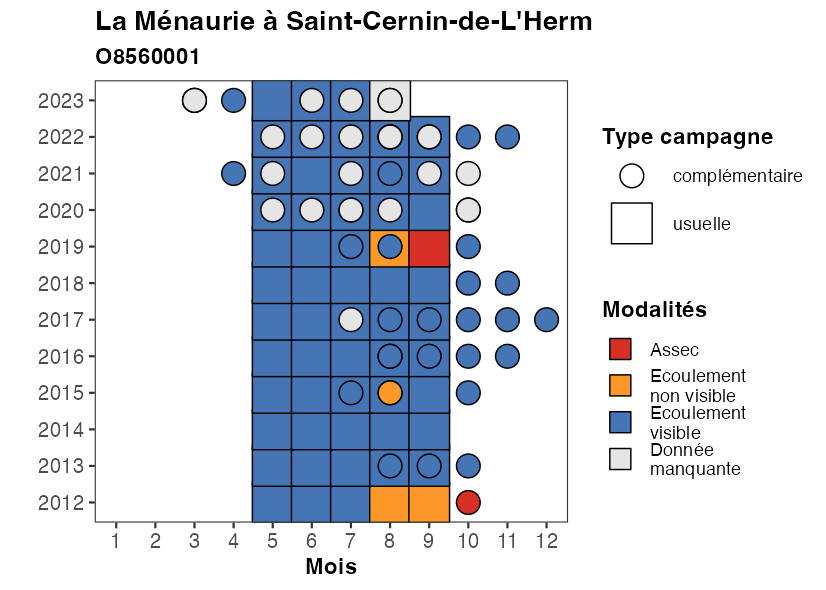 La Ménaurie à Saint-Cernin-de-L'Herm
O8560001
2023
2022
2021
2020
2019
2018
2017
2016
2015
2014
2013
2012
1 2 3 4 5 6 7 8 9 10 11 12
Mois
Type campagne
complémentaire
usuelle
Modalités
Assec
Ecoulement
non visible
Ecoulement
visible
Donnée
manquante